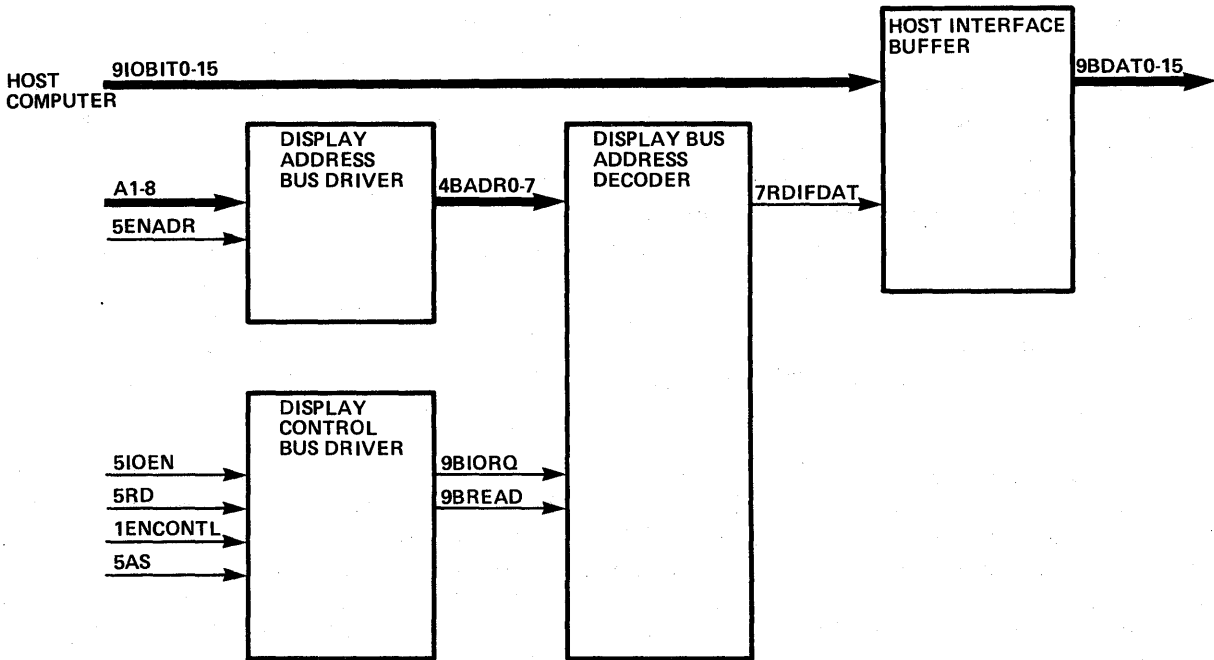 HOST INTERFACE
BUFFER
9IOBIT0-15
9BDAT0-15
HOST
COMPUTER
DISPLAY
ADDRESS
BUS DRIVER
DISPLAY BUS
ADDRESS
DECODER
A1-8
4BADR0-7
7RDIFDAT
5ENADR
DISPLAY
CONTROL
BUS DRIVER
5IOEN
9BIORQ
5RD
9BREAD
1ENCONTL
5AS